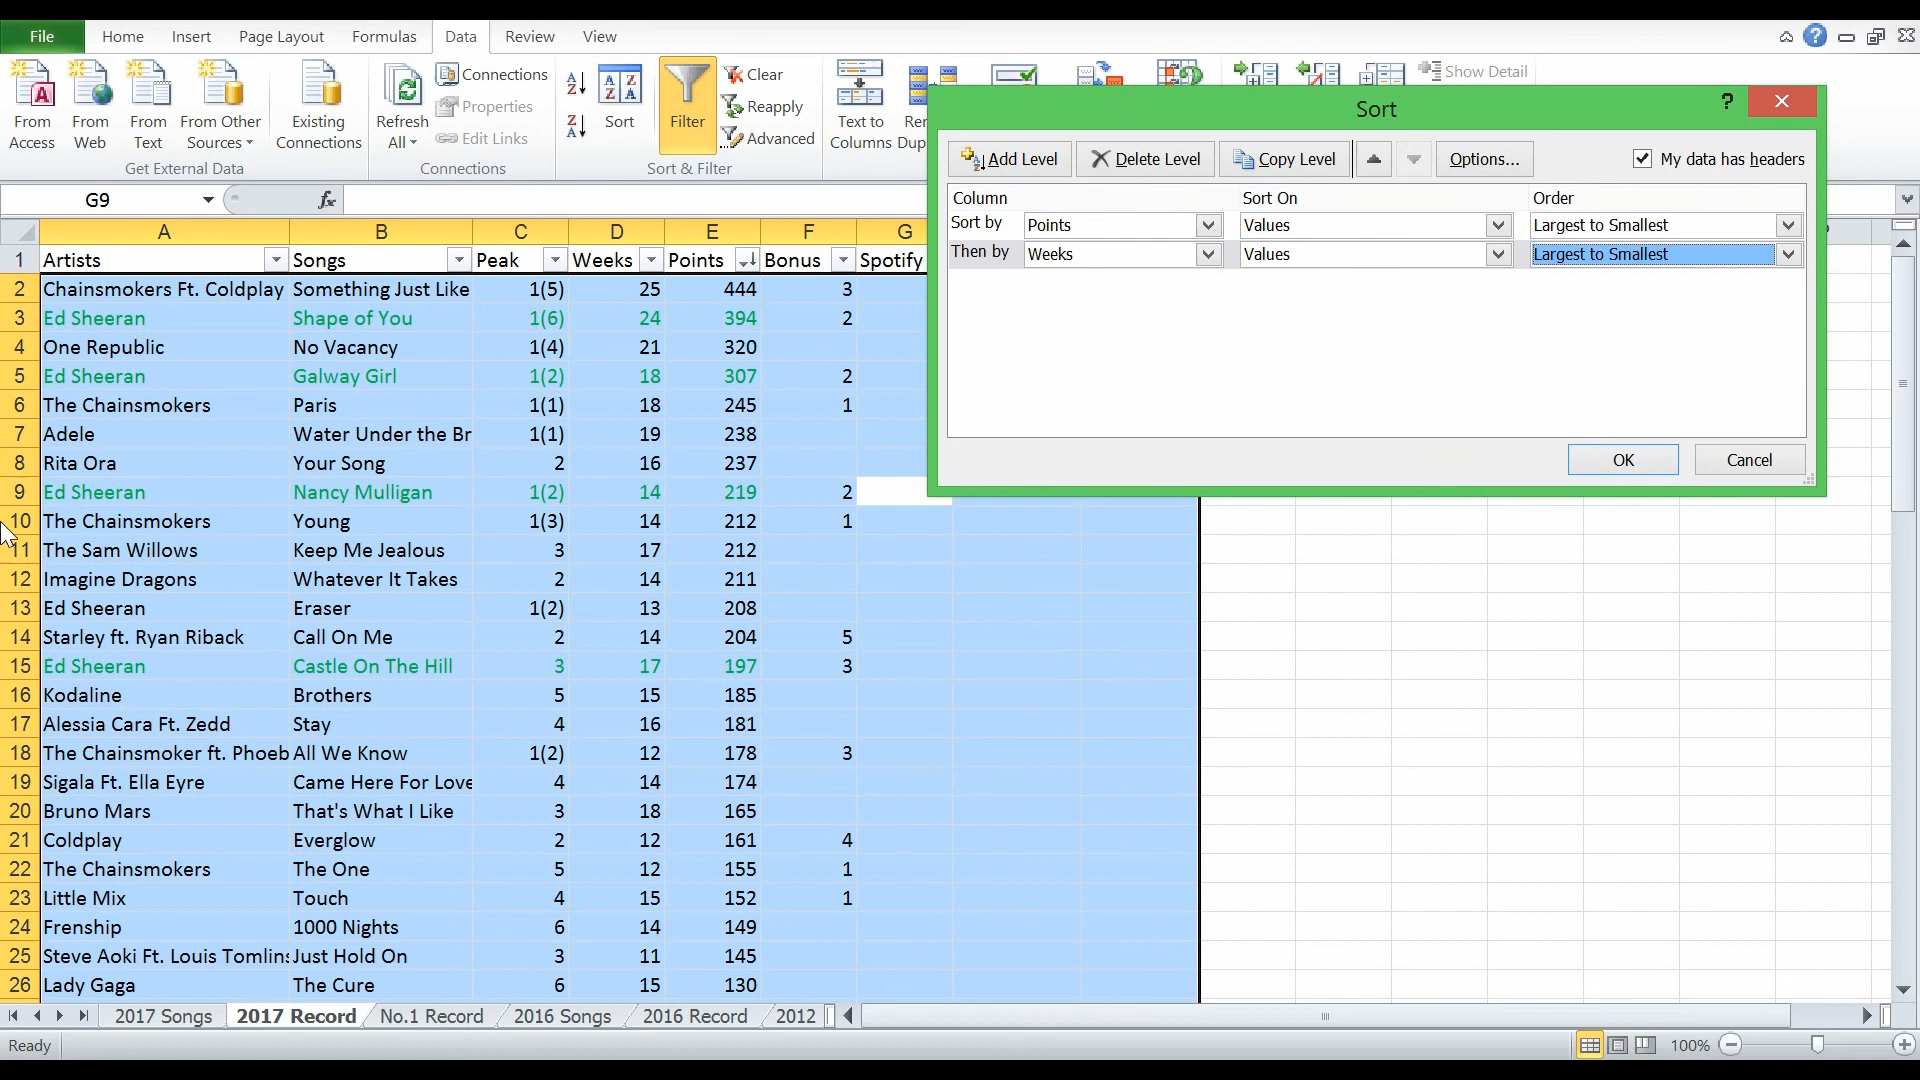 File Home Insert Page Layout Formulas Data Review View
From Access
From Web
From Text
From Other Sources
Existing Connections
Refresh All
Connections
Properties
Edit Links
Sort
Filter
Clear
Reapply
Advanced
Text to Columns
Show Detail
Get External Data Connections Sort & Filter
G9 fx
Sort
? X
Add Level Delete Level Copy Level Options... My data has headers
Column Sort On Order
Sort by Points Values Largest to Smallest
Then by Weeks Values Largest to Smallest
OK Cancel
A B C D E F G
1 Artists Songs Peak Weeks Points Bonus Spotify
2 Chainsmokers Ft. Coldplay Something Just Like 1(5) 25 444 3
3 Ed Sheeran Shape of You 1(6) 24 394 2
4 One Republic No Vacancy 1(4) 21 320
5 Ed Sheeran Galway Girl 1(2) 18 307 2
6 The Chainsmokers Paris 1(1) 18 245 1
7 Adele Water Under the Br 1(1) 19 238
8 Rita Ora Your Song 2 16 237
9 Ed Sheeran Nancy Mulligan 1(2) 14 219 2
10 The Chainsmokers Young 1(3) 14 212 1
11 The Sam Willows Keep Me Jealous 3 17 212
12 Imagine Dragons Whatever It Takes 2 14 211
13 Ed Sheeran Eraser 1(2) 13 208
14 Starley ft. Ryan Riback Call On Me 2 14 204 5
15 Ed Sheeran Castle On The Hill 3 17 197 3
16 Kodaline Brothers 5 15 185
17 Alessia Cara Ft. Zedd Stay 4 16 181
18 The Chainsmoker ft. Phoeb All We Know 1(2) 12 178 3
19 Sigala Ft. Ella Eyre Came Here For Love 4 14 174
20 Bruno Mars That's What I Like 3 18 165
21 Coldplay Everglow 2 12 161 4
22 The Chainsmokers The One 5 12 155 1
23 Little Mix Touch 4 15 152 1
24 Frenship 1000 Nights 6 14 149
25 Steve Aoki Ft. Louis Tomlin Just Hold On 3 11 145
26 Lady Gaga The Cure 6 15 130
2017 Songs 2017 Record No.1 Record 2016 Songs 2016 Record 2012
Ready 100%